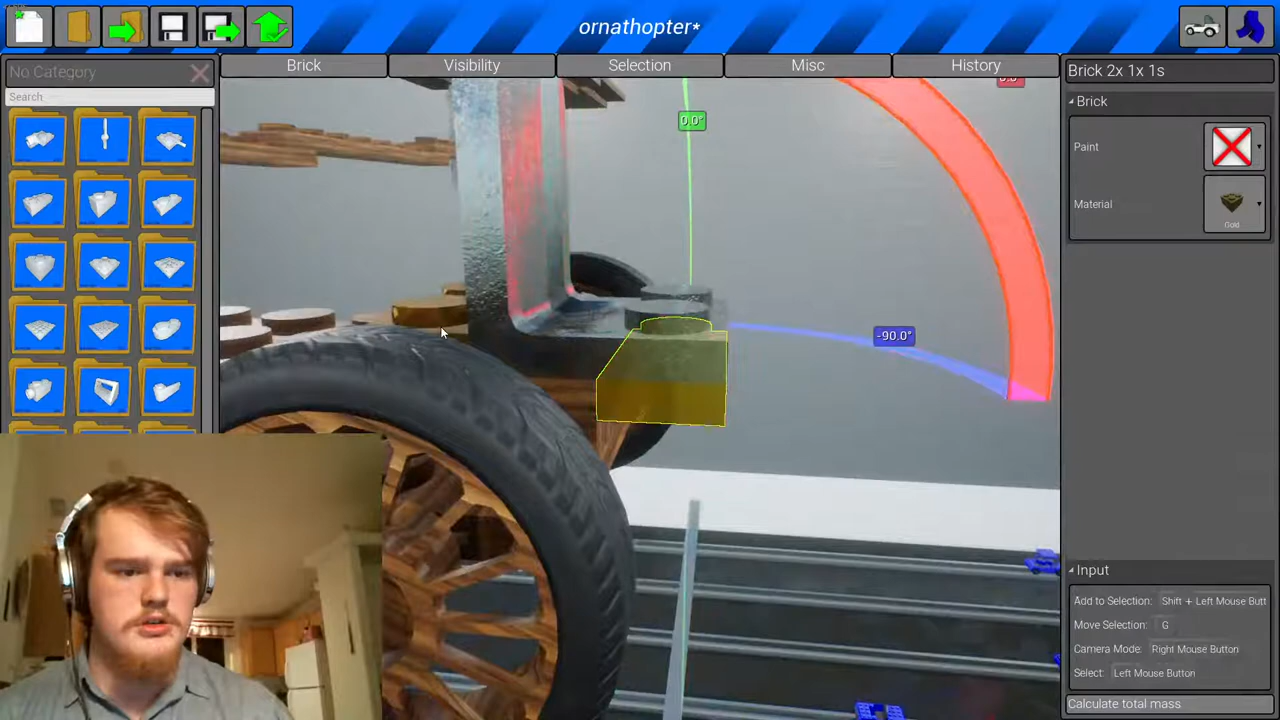 ornathopter*
No Category
Search
Brick
Visibility
Selection
Misc
History
0.0°
-90.0°
Brick 2x 1x 1s
Brick
Paint
Material
Gold
Input
Add to Selection: Shift + Left Mouse Butt
Move Selection: G
Camera Mode: Right Mouse Button
Select: Left Mouse Button
Calculate total mass